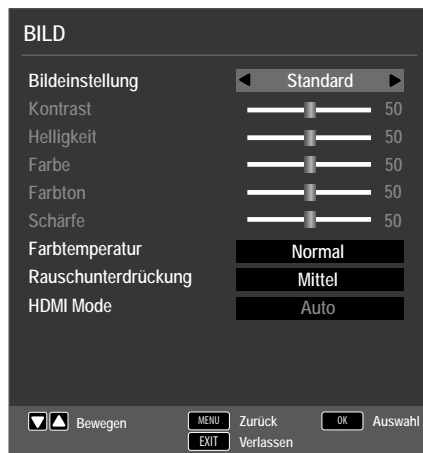 BILD
Bildeinstellung Standard
Kontrast 50
Helligkeit 50
Farbe 50
Farbton 50
Schärfe 50
Farbtemperatur Normal
Rauschunterdrückung Mittel
HDMI Mode Auto
Bewegen MENU Zurück OK Auswahl
EXIT Verlassen